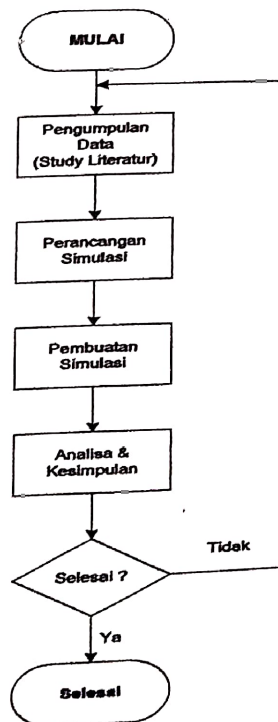 MULAI
Pengumpulan
Data
(Study Literatur)
Perancangan
Simulasi
Pembuatan
Simulasi
Analisa &
Kesimpulan
Selesai ?
Tidak
Ya
Selesai